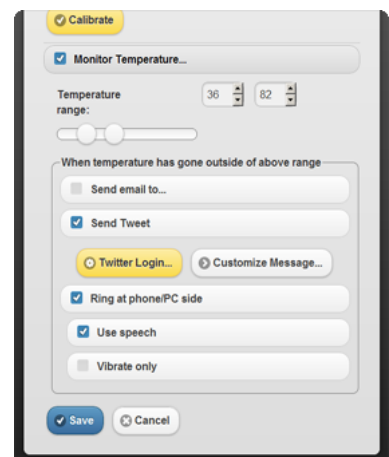 Calibrate
Monitor Temperature...
Temperature 36 82
range:
When temperature has gone outside of above range
Send email to...
Send Tweet
Twitter Login... Customize Message...
Ring at phone/PC side
Use speech
Vibrate only
Save Cancel